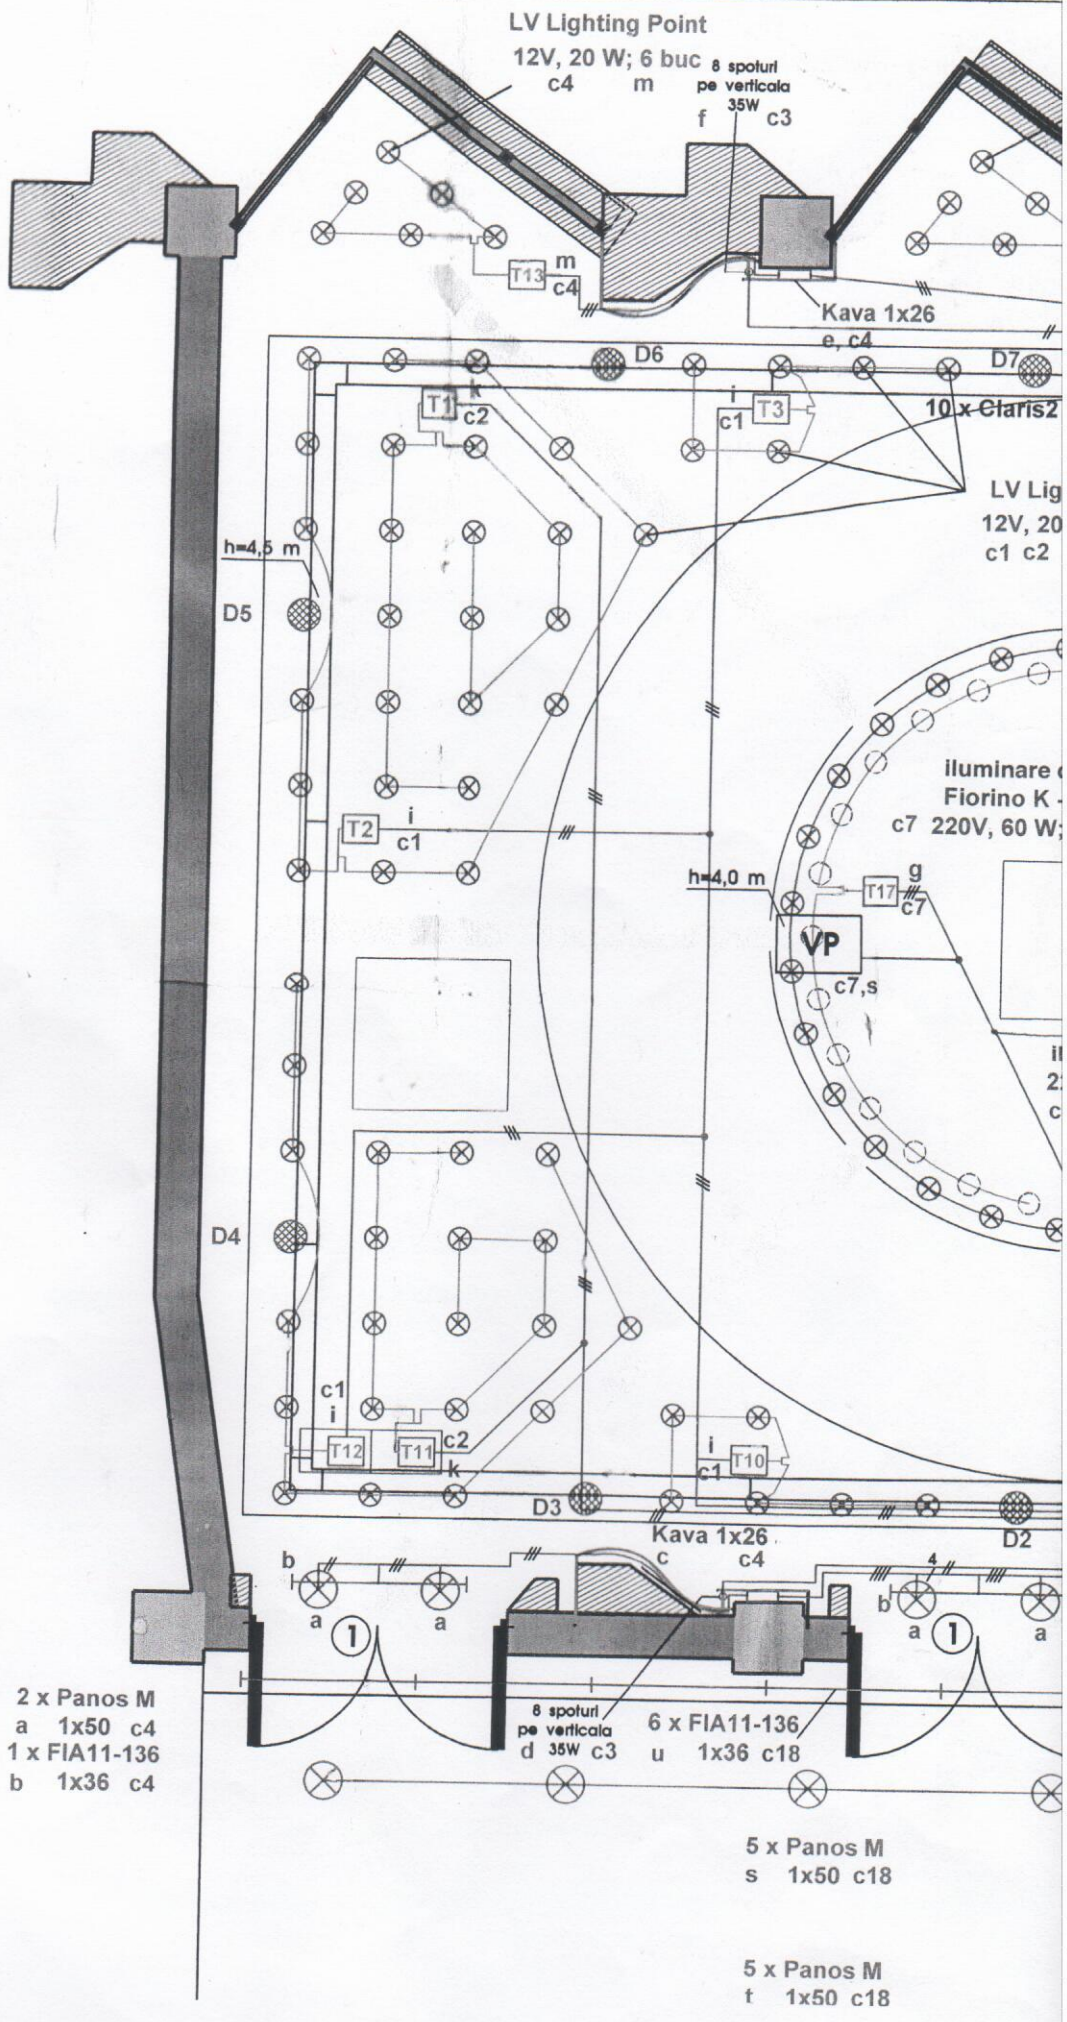 LV Lighting Point
12V, 20 W; 6 buc
c4 m
8 spoturi
pe verticala
35W
f c3
T13
m
c4
Kava 1x26
e, c4
D6
D7
T1
k
c2
i
c1
T3
10 x Claris2
LV Lig
12V, 20
c1 c2
h=4,5 m
D5
iluminare
Fiorino K -
c7 220V, 60 W;
T2
i
c1
h=4,0 m
T17
g
c7
VP
c7,s
2
c
D4
c1
i
T12
T11
c2
k
i
c1
T10
D3
D2
Kava 1x26
c c4
b
a
a
1
4
b
a
a
1
2 x Panos M
a 1x50 c4
1 x FIA11-136
b 1x36 c4
8 spoturi
pe verticala
d 35W c3
6 x FIA11-136
u 1x36 c18
5 x Panos M
s 1x50 c18
5 x Panos M
t 1x50 c18